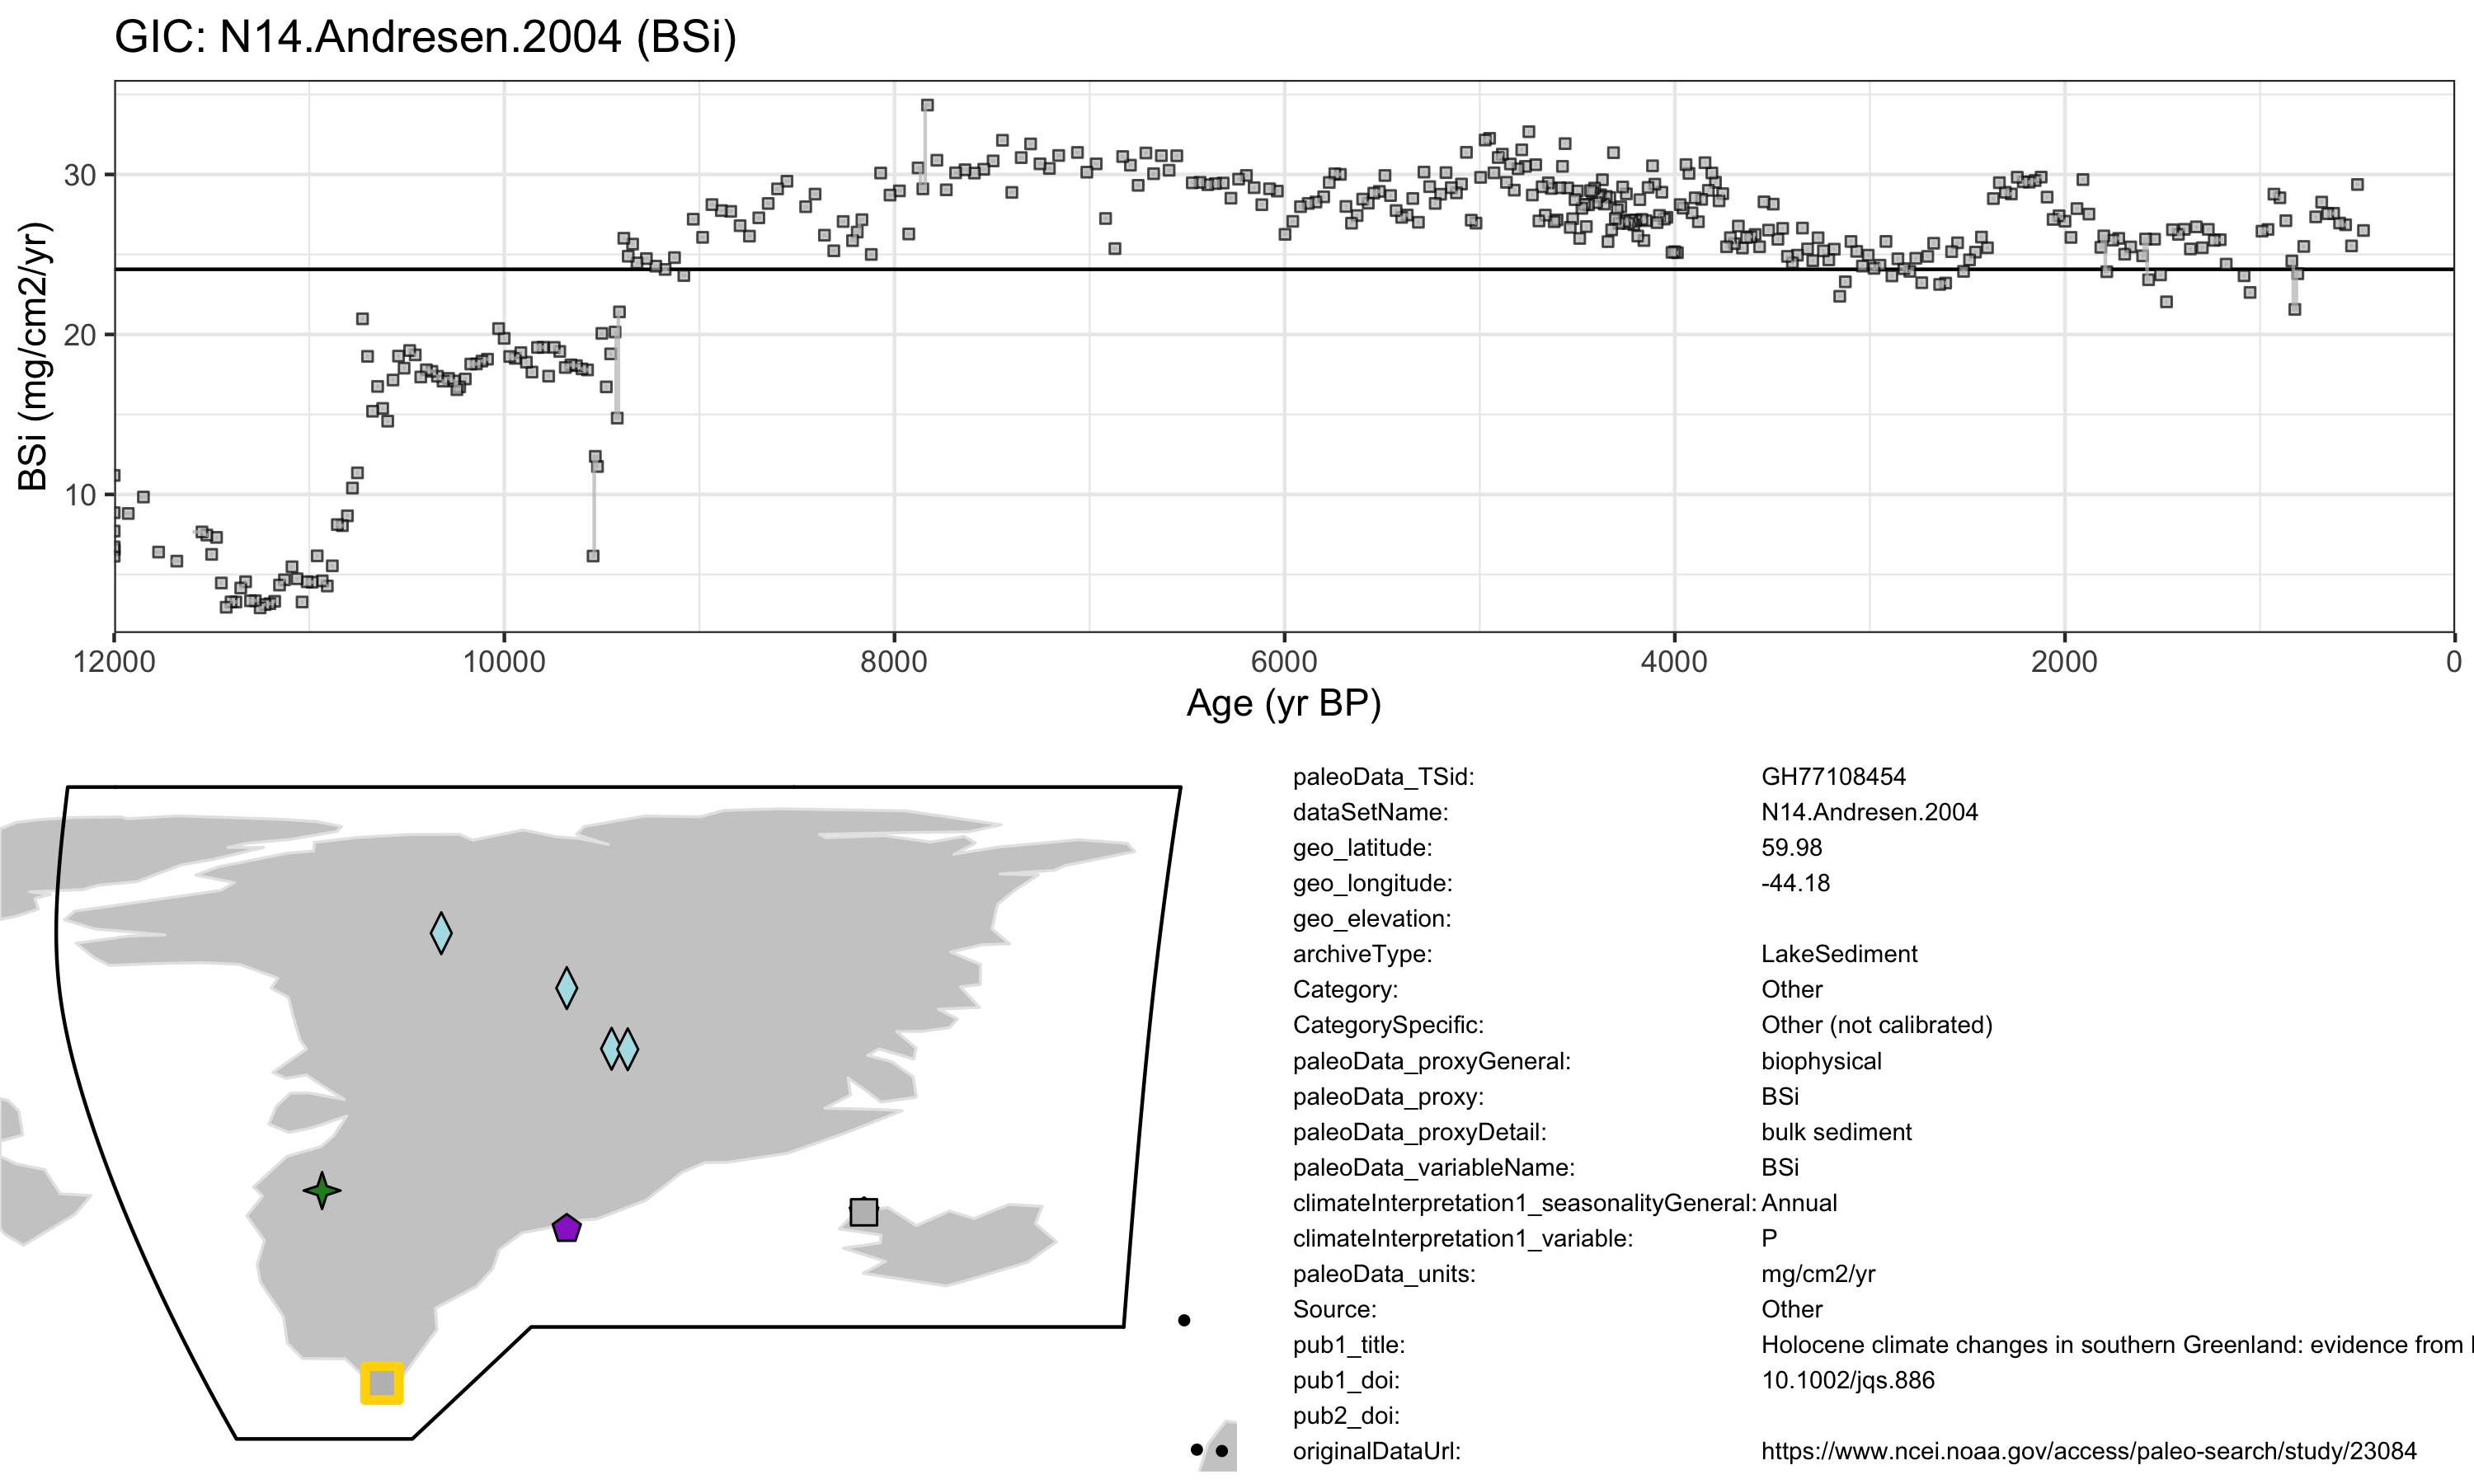 GIC: N14.Andresen.2004 (BSi)
BSi (mg/cm2/yr)
30
20
10
12000 10000 8000 6000 4000 2000 0
Age (yr BP)
paleoData_TSid: GH77108454
dataSetName: N14.Andresen.2004
geo_latitude: 59.98
geo_longitude: -44.18
geo_elevation:
archiveType: LakeSediment
Category: Other
CategorySpecific: Other (not calibrated)
paleoData_proxyGeneral: biophysical
paleoData_proxy: BSi
paleoData_proxyDetail: bulk sediment
paleoData_variableName: BSi
climateInterpretation1_seasonalityGeneral: Annual
climateInterpretation1_variable: P
paleoData_units: mg/cm2/yr
Source: Other
pub1_title: Holocene climate changes in southern Greenland: evidence from
pub1_doi: 10.1002/jqs.886
pub2_doi:
originalDataUrl: https://www.ncei.noaa.gov/access/paleo-search/study/23084